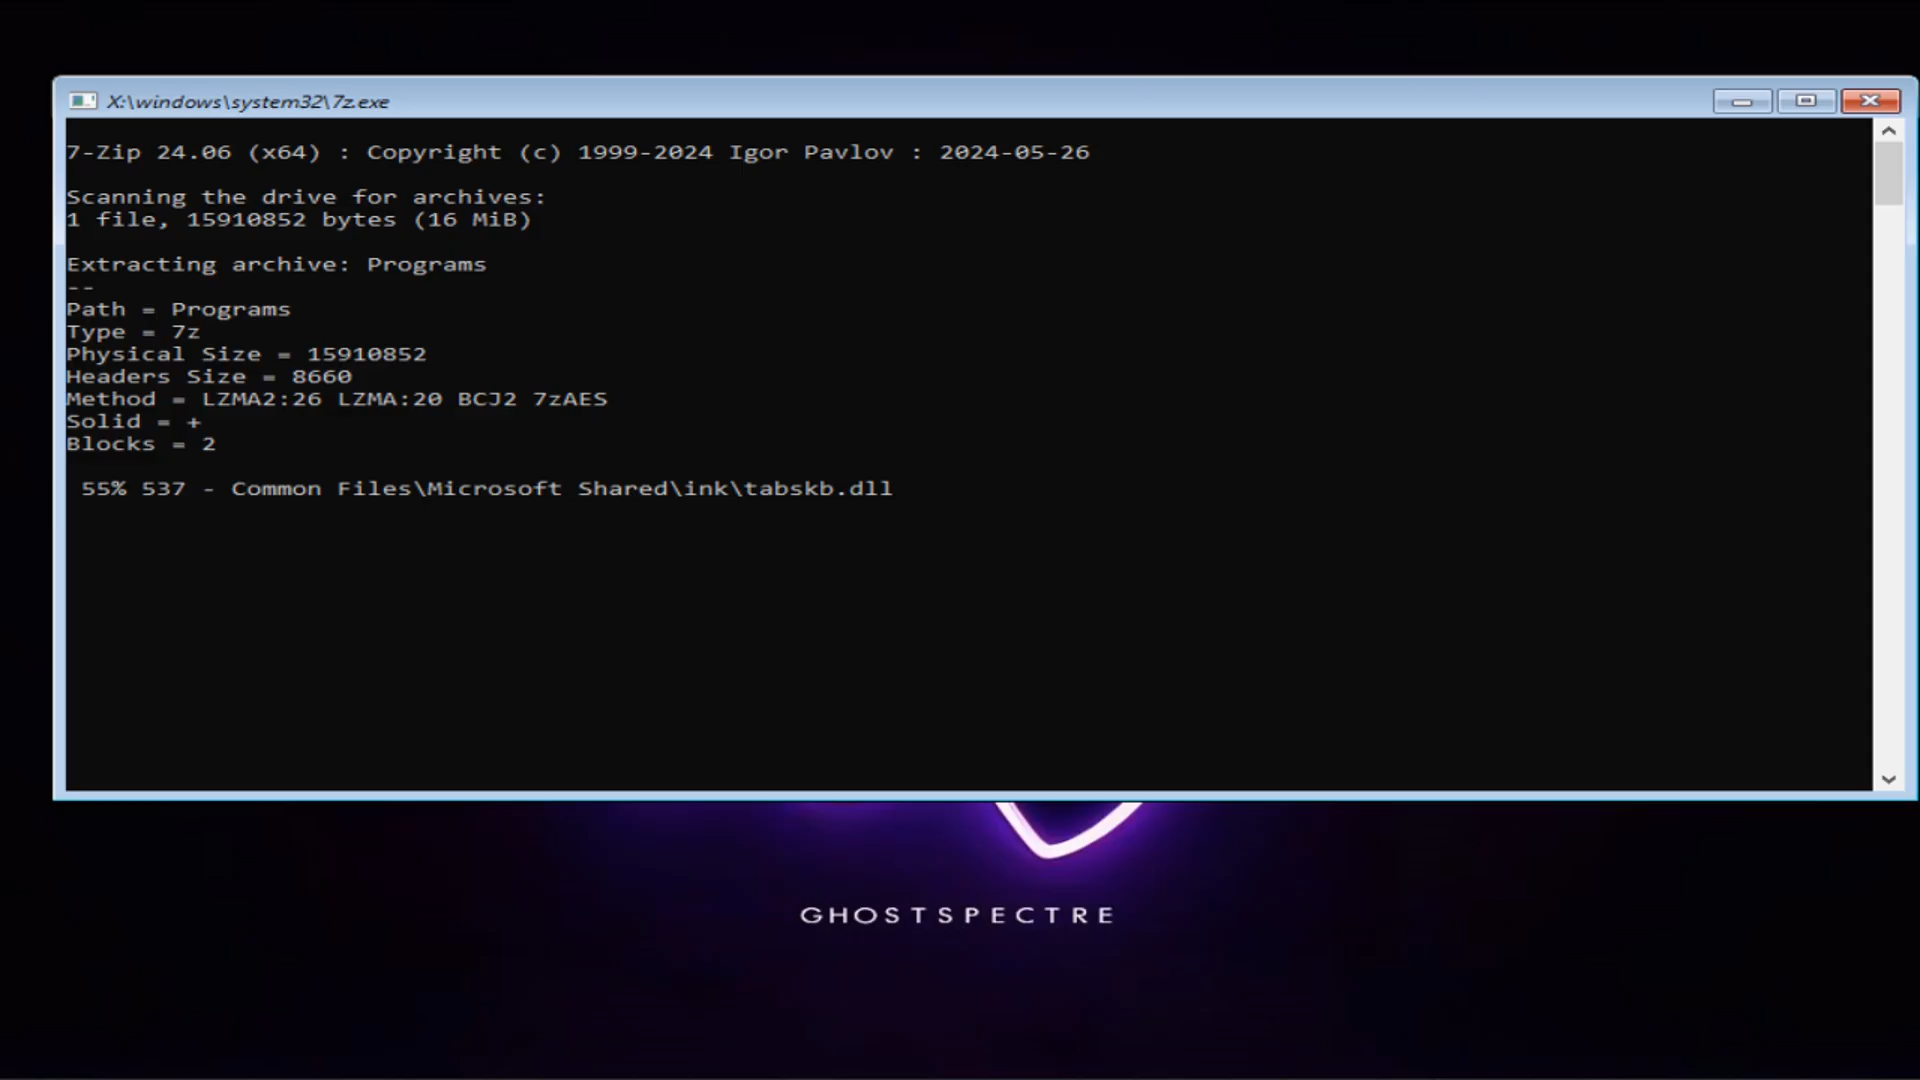 X:\windows\system32\7z.exe
7-Zip 24.06 (x64) : Copyright (c) 1999-2024 Igor Pavlov : 2024-05-26
Scanning the drive for archives:
1 file, 15910852 bytes (16 MiB)
Extracting archive: Programs
--
Path = Programs
Type = 7z
Physical Size = 15910852
Headers Size = 8660
Method = LZMA2:26 LZMA:20 BCJ2 7zAES
Solid = +
Blocks = 2
55% 537 - Common Files\Microsoft Shared\ink\tabskb.dll
GHOSTSPECTRE